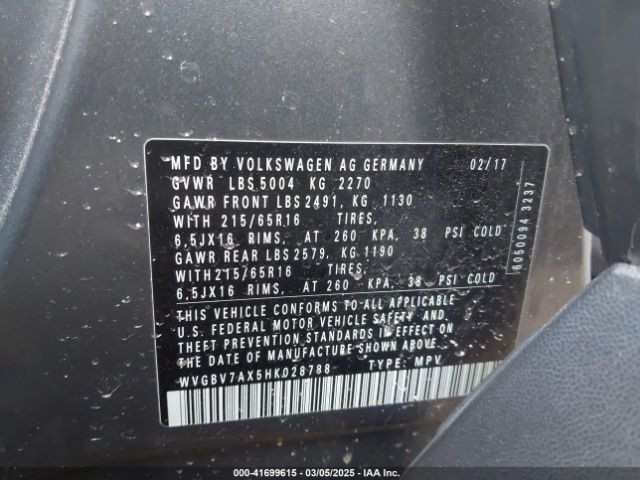 MFD BY VOLKSWAGEN AG GERMANY 02/17
GVWR LBS 5004 KG 2270
GAWR FRONT LBS 2491, KG 1130
WITH 215/65R16 TIRES,
6,5JX16 RIMS, AT 260 KPA, 38 PSI COLD
GAWR REAR LBS 2579, KG 1190
WITH 215/65R16 TIRES,
6,5JX16 RIMS, AT 260 KPA, 38 PSI COLD
THIS VEHICLE CONFORMS TO ALL APPLICABLE
U.S. FEDERAL MOTOR VEHICLE SAFETY AND
THEFT PREVENTION STANDARDS IN EFFECT ON
THE DATE OF MANUFACTURE SHOWN ABOVE.
WVGBV7AX5HK028788 TYPE: MPV
6050094 3237
000-41699615 - 03/05/2025 - IAA Inc.